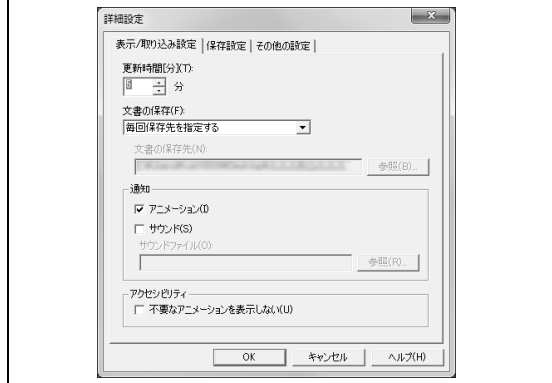 詳細設定
表示/取り込み設定 保存設定 その他の設定
更新時間[分](T):
分
文書の保存(F):
毎回保存先を指定する
文書の保存先(N):
参照(B)...
通知
アニメーション(I)
サウンド(S)
サウンドファイル(O):
参照(R)...
アクセシビリティ
不要なアニメーションを表示しない(U)
OK キャンセル ヘルプ(H)